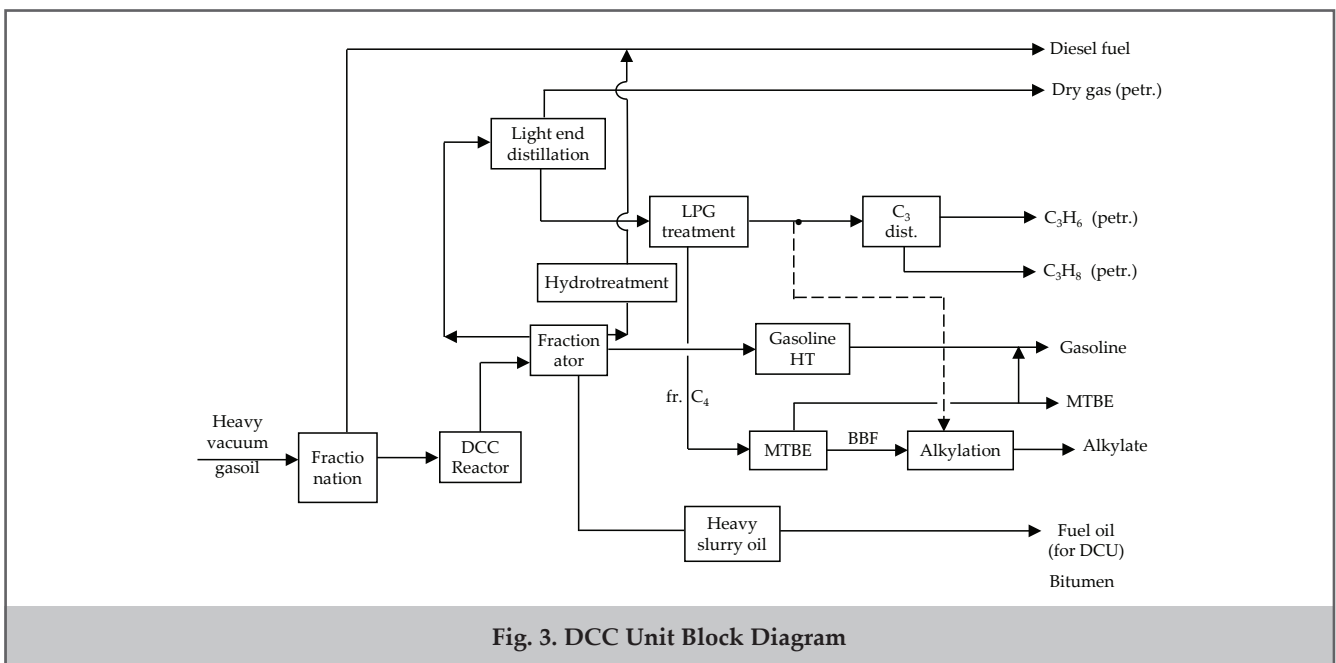 Diesel fuel
Dry gas (petr.)
Light end
distillation
LPG
treatment
C₃
dist.
C₃H₆ (petr.)
C₃H₈ (petr.)
Hydrotreatment
Fraction
ator
Gasoline
HT
Gasoline
fr. C₄
MTBE
Heavy
vacuum
gasoil
Fractio
nation
DCC
Reactor
MTBE
BBF
Alkylation
Alkylate
Heavy
slurry oil
Fuel oil
(for DCU)
Bitumen
Fig. 3. DCC Unit Block Diagram